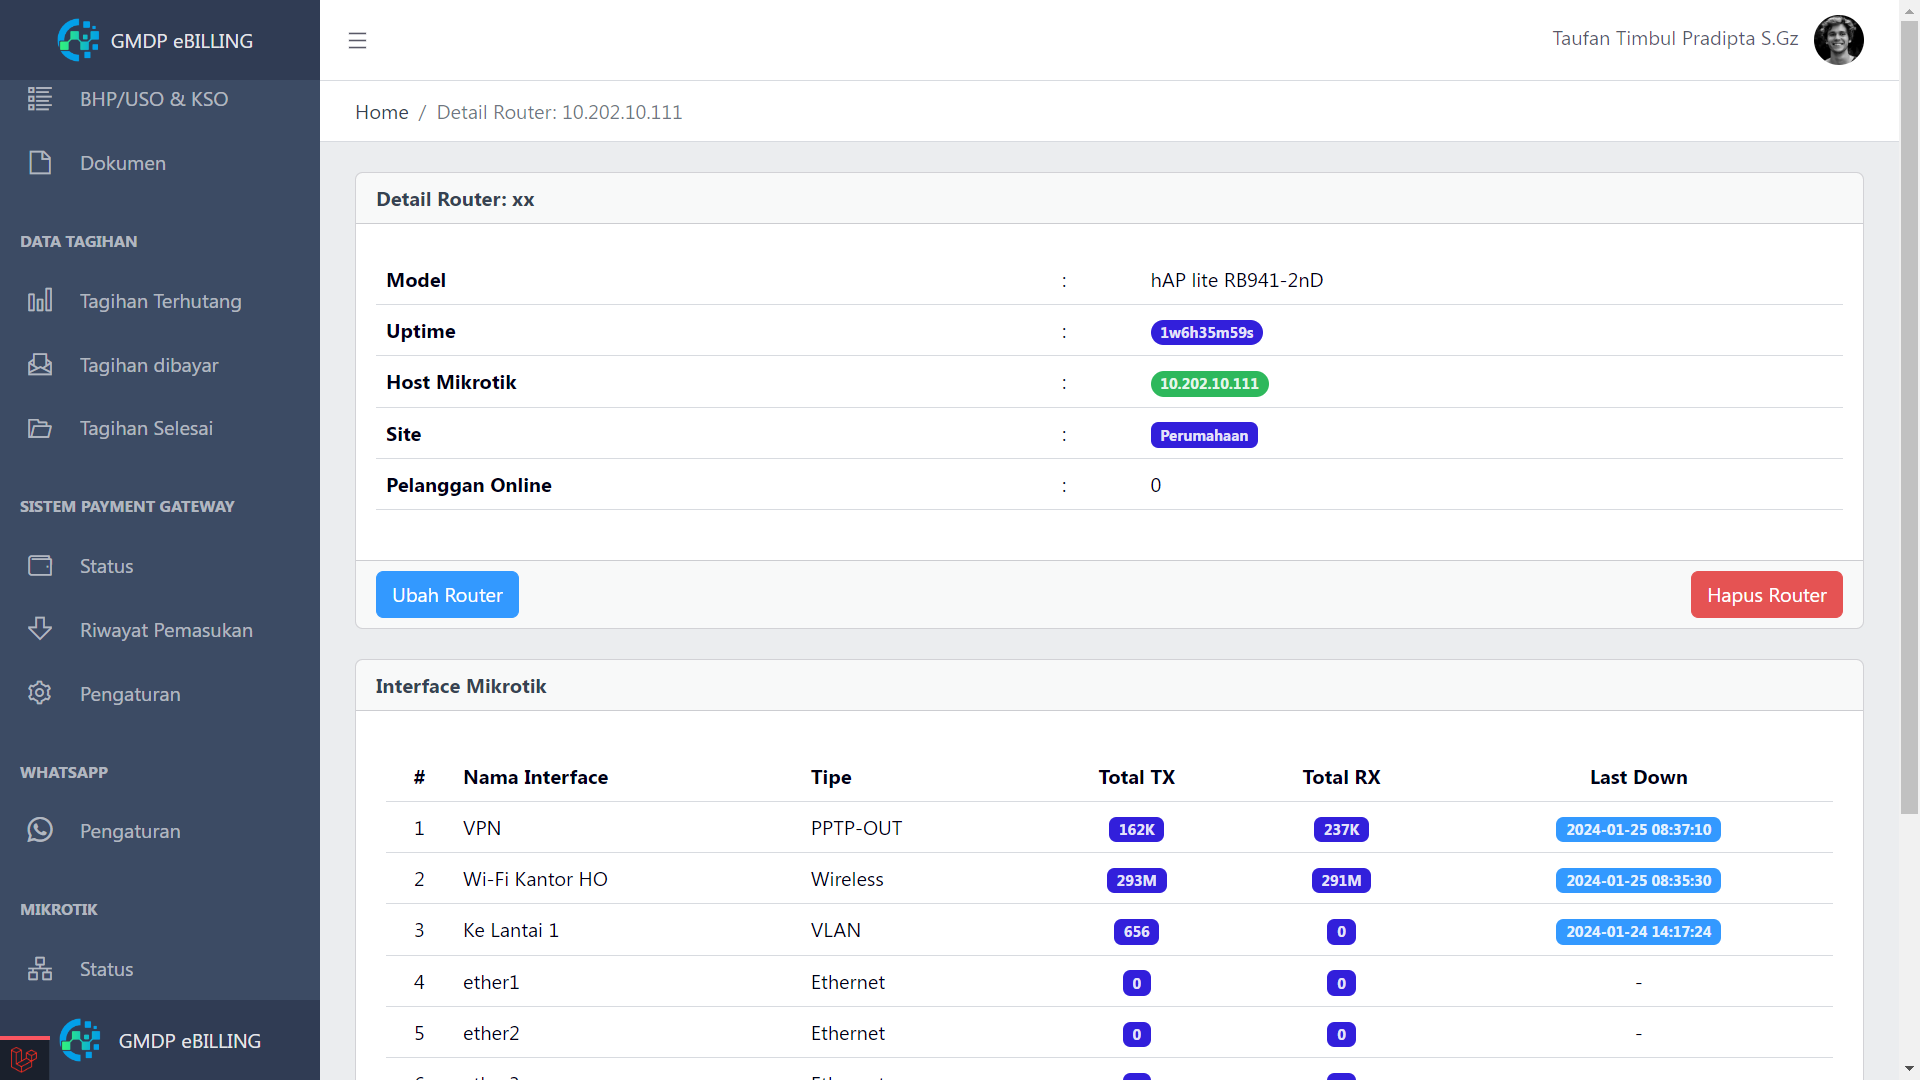 GMDP eBILLING
BHP/USO & KSO
Dokumen
DATA TAGIHAN
Tagihan Terhutang
Tagihan dibayar
Tagihan Selesai
SISTEM PAYMENT GATEWAY
Status
Riwayat Pemasukan
Pengaturan
WHATSAPP
Pengaturan
MIKROTIK
Status
GMDP eBILLING
Taufan Timbul Pradipta S.Gz
Home / Detail Router: 10.202.10.111
Detail Router: xx
Model : hAP lite RB941-2nD
Uptime : 1w6h35m59s
Host Mikrotik : 10.202.10.111
Site : Perumahaan
Pelanggan Online : 0
Ubah Router Hapus Router
Interface Mikrotik
# Nama Interface Tipe Total TX Total RX Last Down
1 VPN PPTP-OUT 162K 237K 2024-01-25 08:37:10
2 Wi-Fi Kantor HO Wireless 293M 291M 2024-01-25 08:35:30
3 Ke Lantai 1 VLAN 656 0 2024-01-24 14:17:24
4 ether1 Ethernet 0 0 -
5 ether2 Ethernet 0 0 -